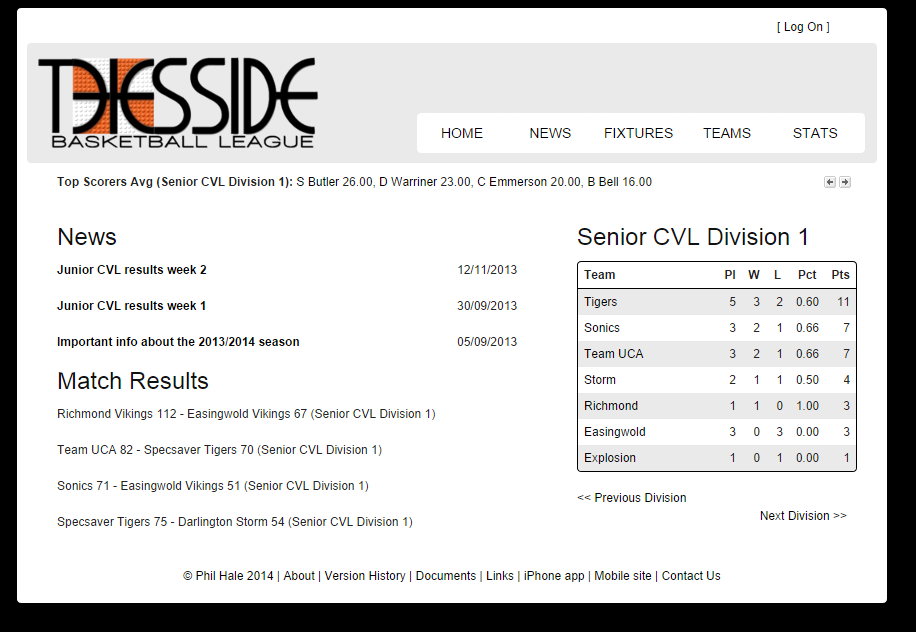 [ Log On ]
TEESSIDE
BASKETBALL LEAGUE
HOME NEWS FIXTURES TEAMS STATS
Top Scorers Avg (Senior CVL Division 1): S Butler 26.00, D Warriner 23.00, C Emmerson 20.00, B Bell 16.00
News
Junior CVL results week 2 12/11/2013
Junior CVL results week 1 30/09/2013
Important info about the 2013/2014 season 05/09/2013
Match Results
Richmond Vikings 112 - Easingwold Vikings 67 (Senior CVL Division 1)
Team UCA 82 - Specsaver Tigers 70 (Senior CVL Division 1)
Sonics 71 - Easingwold Vikings 51 (Senior CVL Division 1)
Specsaver Tigers 75 - Darlington Storm 54 (Senior CVL Division 1)
Senior CVL Division 1
Team Pl W L Pct Pts
Tigers 5 3 2 0.60 11
Sonics 3 2 1 0.66 7
Team UCA 3 2 1 0.66 7
Storm 2 1 1 0.50 4
Richmond 1 1 0 1.00 3
Easingwold 3 0 3 0.00 3
Explosion 1 0 1 0.00 1
<< Previous Division
Next Division >>
© Phil Hale 2014 | About | Version History | Documents | Links | iPhone app | Mobile site | Contact Us